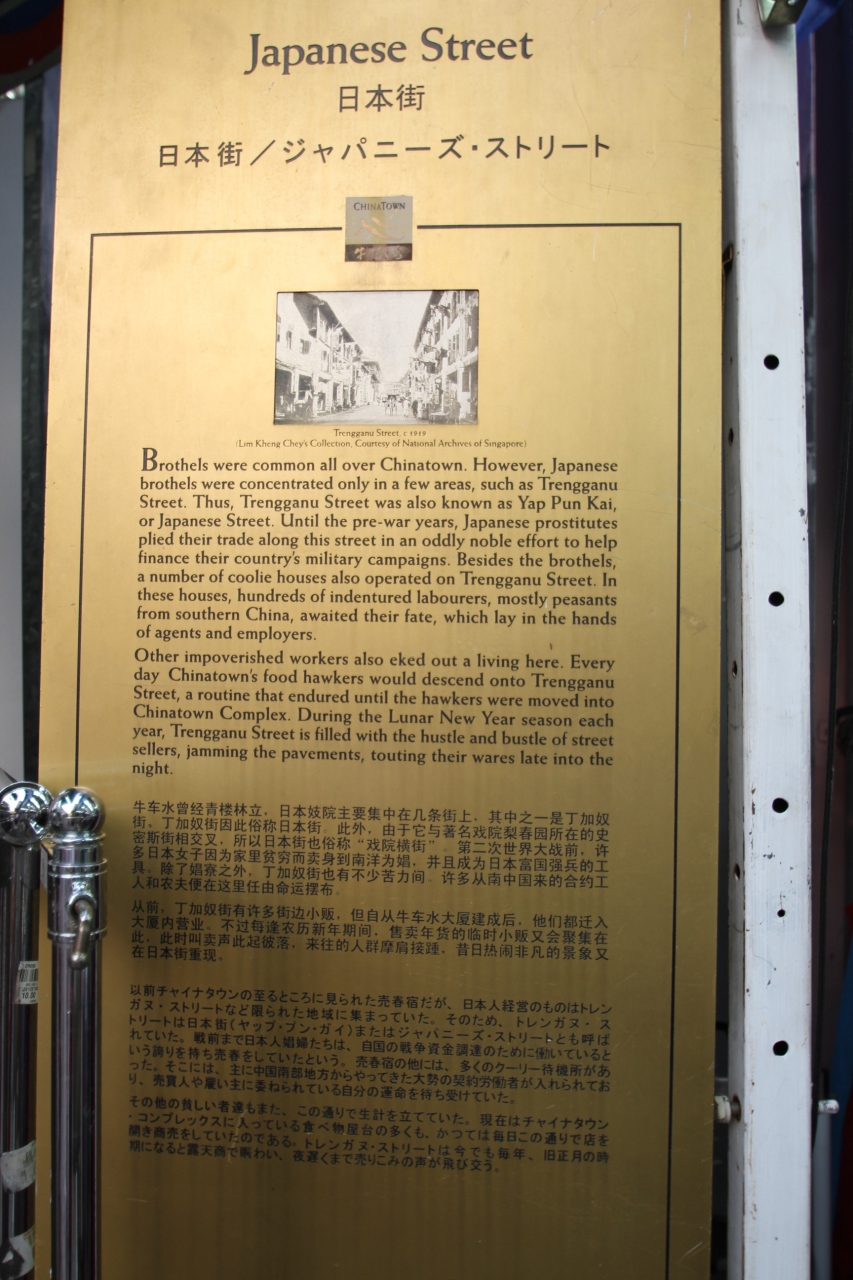 Japanese Street
日本街
日本街／ジャパニーズ・ストリート
CHINATOWN
Trengganu Street, c 1919
(Lim Kheng Chey's Collection, Courtesy of National Archives of Singapore)
Brothels were common all over Chinatown. However, Japanese
brothels were concentrated only in a few areas, such as Trengganu
Street. Thus, Trengganu Street was also known as Yap Pun Kai,
or Japanese Street. Until the pre-war years, Japanese prostitutes
plied their trade along this street in an oddly noble effort to help
finance their country's military campaigns. Besides the brothels,
a number of coolie houses also operated on Trengganu Street. In
these houses, hundreds of indentured labourers, mostly peasants
from southern China, awaited their fate, which lay in the hands
of agents and employers.
Other impoverished workers also eked out a living here. Every
day Chinatown's food hawkers would descend onto Trengganu
Street, a routine that endured until the hawkers were moved into
Chinatown Complex. During the Lunar New Year season each
year, Trengganu Street is filled with the hustle and bustle of street
sellers, jamming the pavements, touting their wares late into the
night.
牛车水曾经青楼林立，日本妓院主要集中在几条街上，其中之一是丁加奴
街。丁加奴街因此俗称日本街。此外，由于它与著名戏院梨春园所在的史
密斯街相交叉，所以日本街也俗称“戏院横街”。第二次世界大战前，许
多日本女子因为家里贫穷而卖身到南洋为娼，并且成为日本富国强兵的工
具。除了娼寮之外，丁加奴街也有不少苦力间。许多从南中国来的合约工
人和农夫便在这里任由命运摆布。
从前，丁加奴街有许多街边小贩，但自从牛车水大厦建成后，他们都迁入
大厦内营业。不过每逢农历新年期间，售卖年货的临时小贩又会聚集在
此，此时叫卖声此起彼落，来往的人群摩肩接踵，昔日热闹非凡的景象又
在日本街重现。
以前チャイナタウンの至るところに見られた売春宿だが、日本人経営のものはトレン
ガヌ・ストリートなど限られた地域に集まっていた。そのため、トレンガヌ・ス
トリートは日本街（ヤップ・プン・ガイ）またはジャパニーズ・ストリートとも呼ば
れていた。戦前まで日本人娼婦たちは、自国の戦争資金調達のために働いていると
いう誇りを持ち売春をしていたという。売春宿の他には、多くのクーリー待機所があ
った。そこには、主に中国南部地方からやってきた大勢の契約労働者が入れられてお
り、売買人や雇い主に委ねられている自分の運命を待ち受けていた。
その他の貧しい者達もまた、この通りで生計を立てていた。現在はチャイナタウン
・コンプレックスに入っている食べ物屋台の多くも、かつては毎日この通りで店を
開き商売をしていたのである。トレンガヌ・ストリートは今でも毎年、旧正月の時
期になると露天商で賑わい、夜遅くまで売りこみの声が飛び交う。